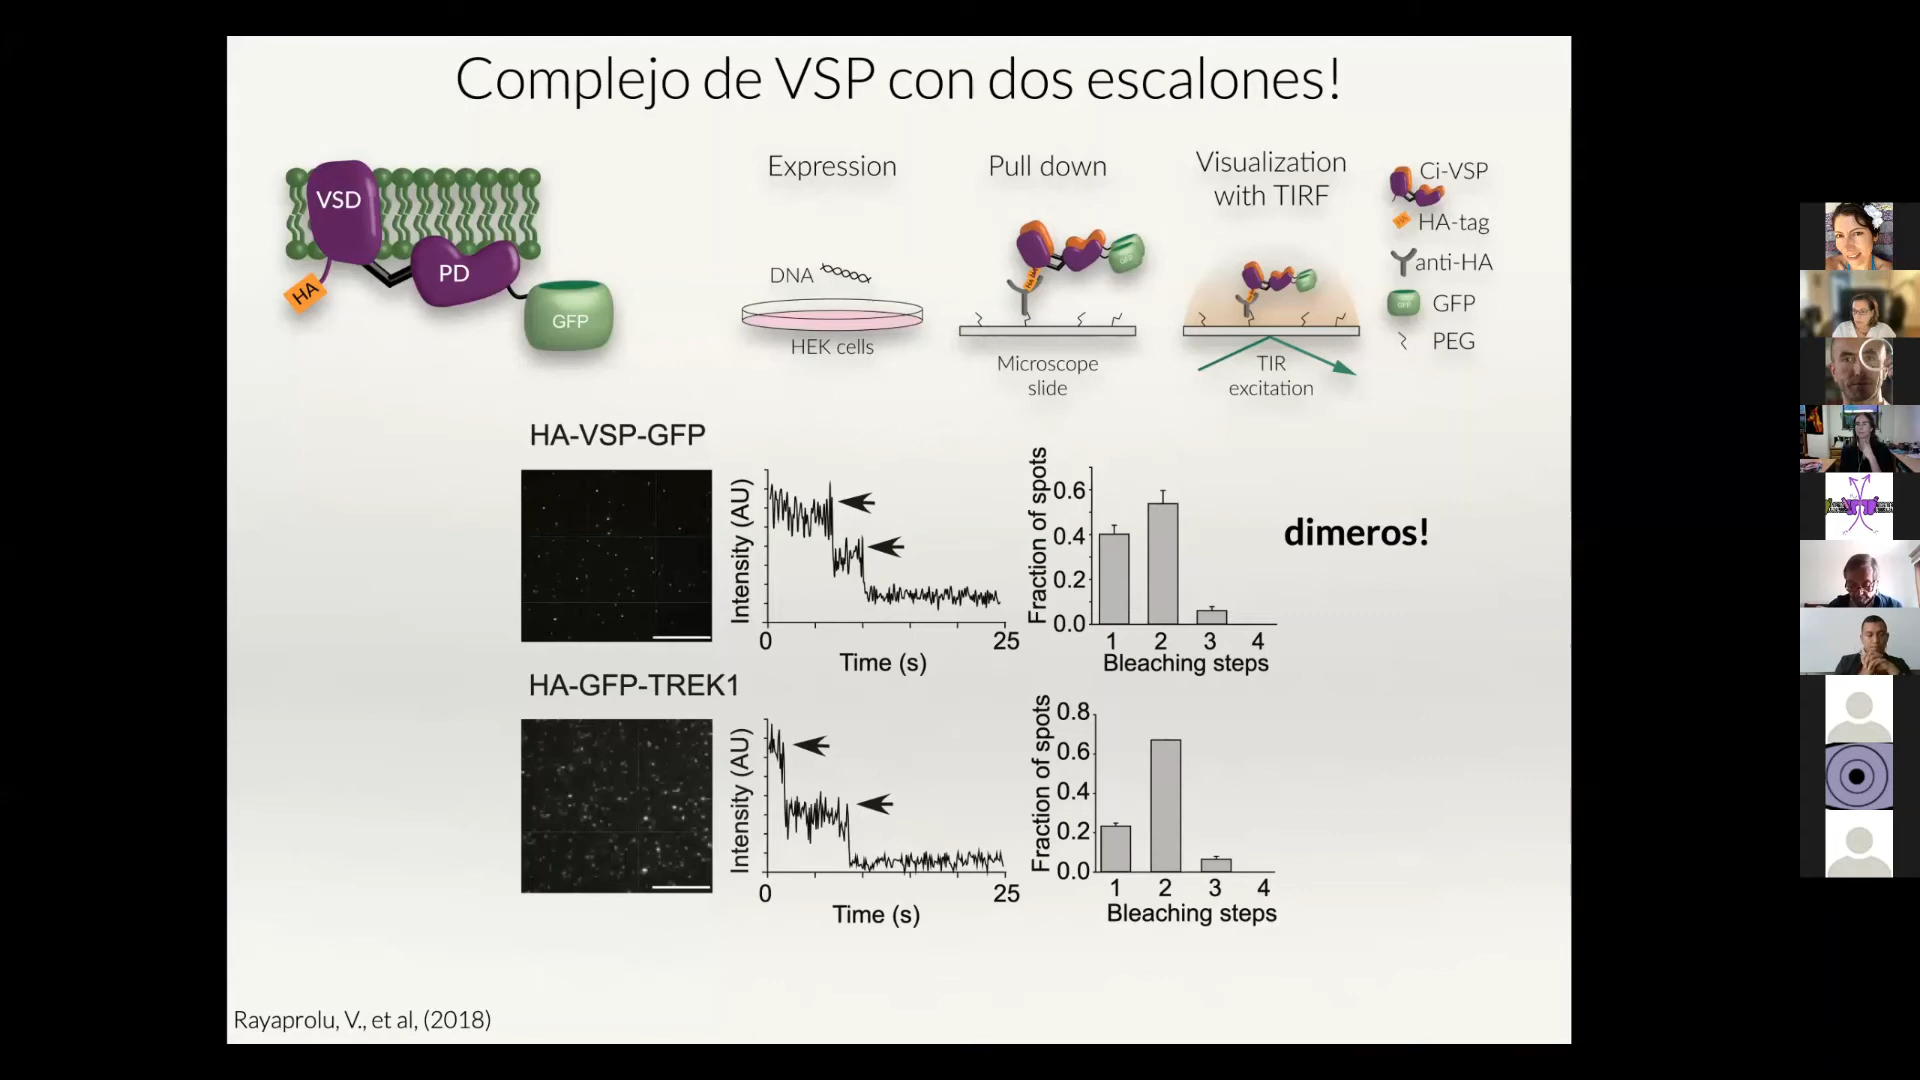 Complejo de VSP con dos escalones!
VSD
PD
HA
GFP
Expression
DNA
HEK cells
Pull down
HA
GFP
Microscope
slide
Visualization
with TIRF
TIR
excitation
Ci-VSP
HA
HA-tag
anti-HA
GFP
GFP
PEG
HA-VSP-GFP
Intensity (AU)
0
25
Time (s)
Fraction of spots
0.6
0.4
0.2
0.0
1 2 3 4
Bleaching steps
dimeros!
HA-GFP-TREK1
Intensity (AU)
0
25
Time (s)
Fraction of spots
0.8
0.6
0.4
0.2
0.0
1 2 3 4
Bleaching steps
Rayaprolu, V., et al, (2018)